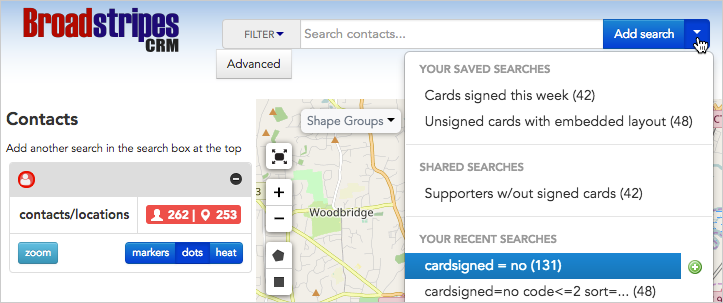 Broadstripes
CRM
FILTER
Search contacts...
Add search
Advanced
YOUR SAVED SEARCHES
Cards signed this week (42)
Unsigned cards with embedded layout (48)
SHARED SEARCHES
Supporters w/out signed cards (42)
YOUR RECENT SEARCHES
cardsigned = no (131)
cardsigned=no code<=2 sort=... (48)
Contacts
Add another search in the search box at the top
contacts/locations
262 | 253
zoom
markers dots heat
Shape Groups
+
−
Woodbridge